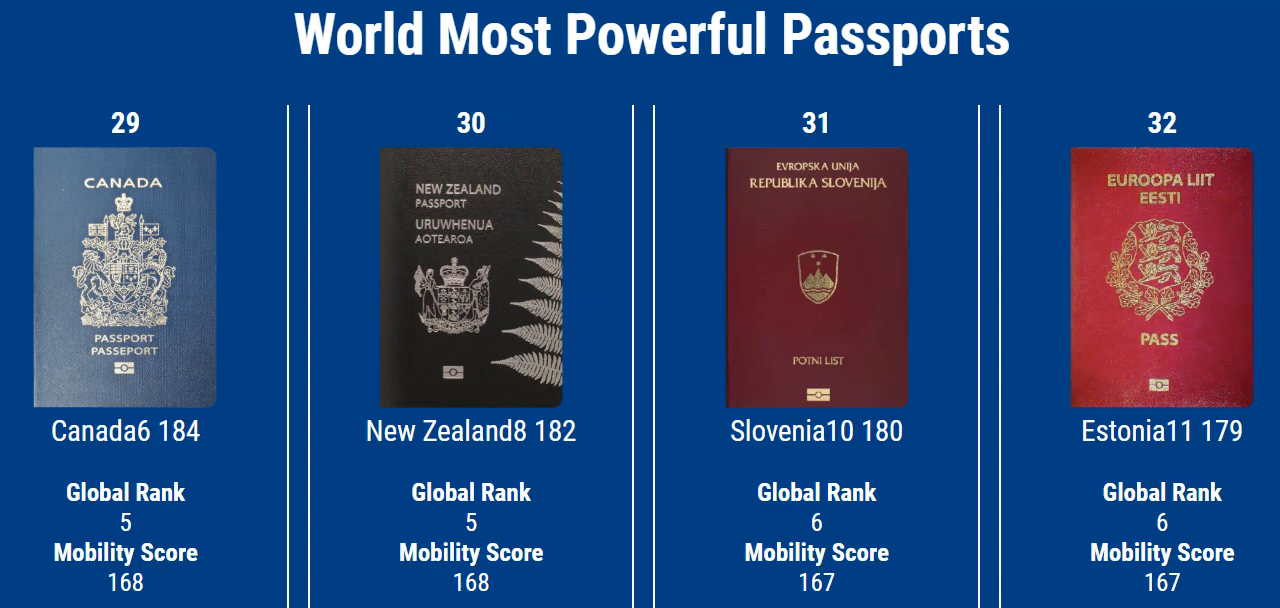 World Most Powerful Passports
29
CANADA
PASSPORT
PASSEPORT
Canada6 184
Global Rank
5
Mobility Score
168
30
NEW ZEALAND
PASSPORT
URUWHENUA
AOTEAROA
New Zealand8 182
Global Rank
5
Mobility Score
168
31
EVROPSKA UNIJA
REPUBLIKA SLOVENIJA
POTNI LIST
Slovenia10 180
Global Rank
6
Mobility Score
167
32
EUROOPA LIIT
EESTI
PASS
Estonia11 179
Global Rank
6
Mobility Score
167